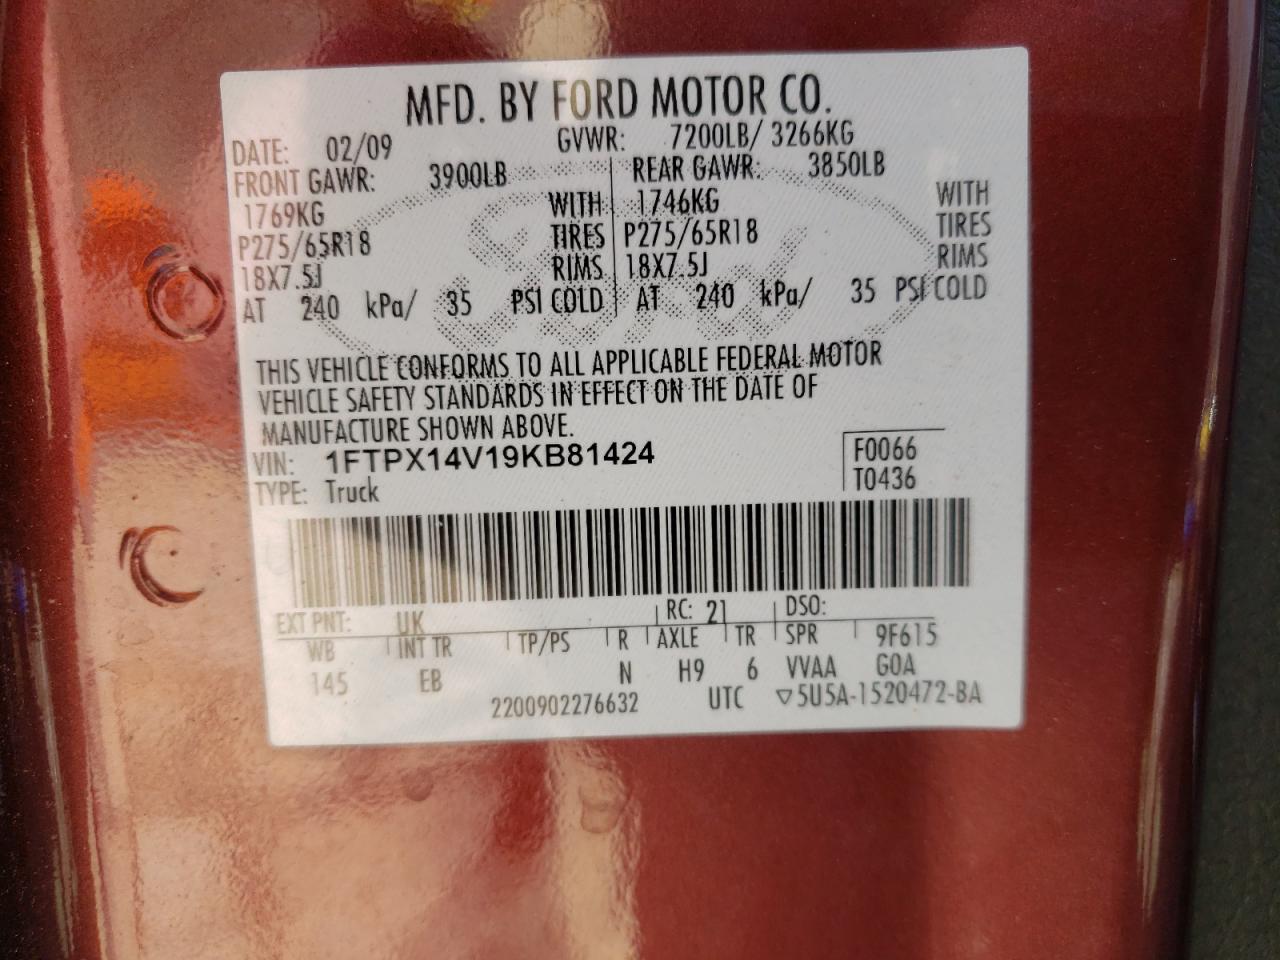 MFD. BY FORD MOTOR CO.
DATE: 02/09 GVWR: 7200LB/ 3266KG
FRONT GAWR: 3900LB REAR GAWR: 3850LB
1769KG WITH 1746KG WITH
P275/65R18 TIRES P275/65R18 TIRES
18X7.5J RIMS 18X7.5J RIMS
AT 240 kPa/ 35 PSI COLD AT 240 kPa/ 35 PSI COLD
THIS VEHICLE CONFORMS TO ALL APPLICABLE FEDERAL MOTOR
VEHICLE SAFETY STANDARDS IN EFFECT ON THE DATE OF
MANUFACTURE SHOWN ABOVE.
VIN: 1FTPX14V19KB81424 F0066
TYPE: Truck T0436
EXT PNT: UK RC: 21 DSO:
WB INT TR TP/PS R AXLE TR SPR 9F615
145 EB N H9 6 VVAA GOA
2200902276632 UTC ▽5U5A-1520472-BA